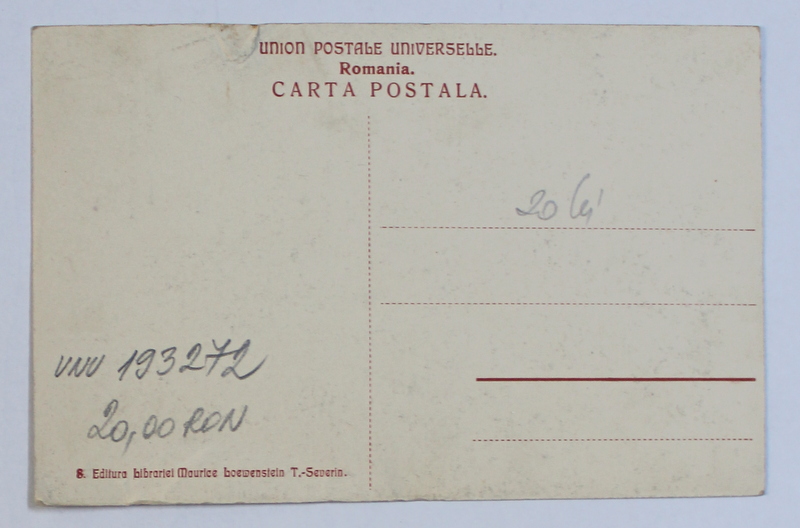 UNION POSTALE UNIVERSELLE.
Romania.
CARTA POSTALA.
20 lei
VNV 193272
20,00 RON
8. Editura Librariei Maurice Loewenstein T.-Severin.